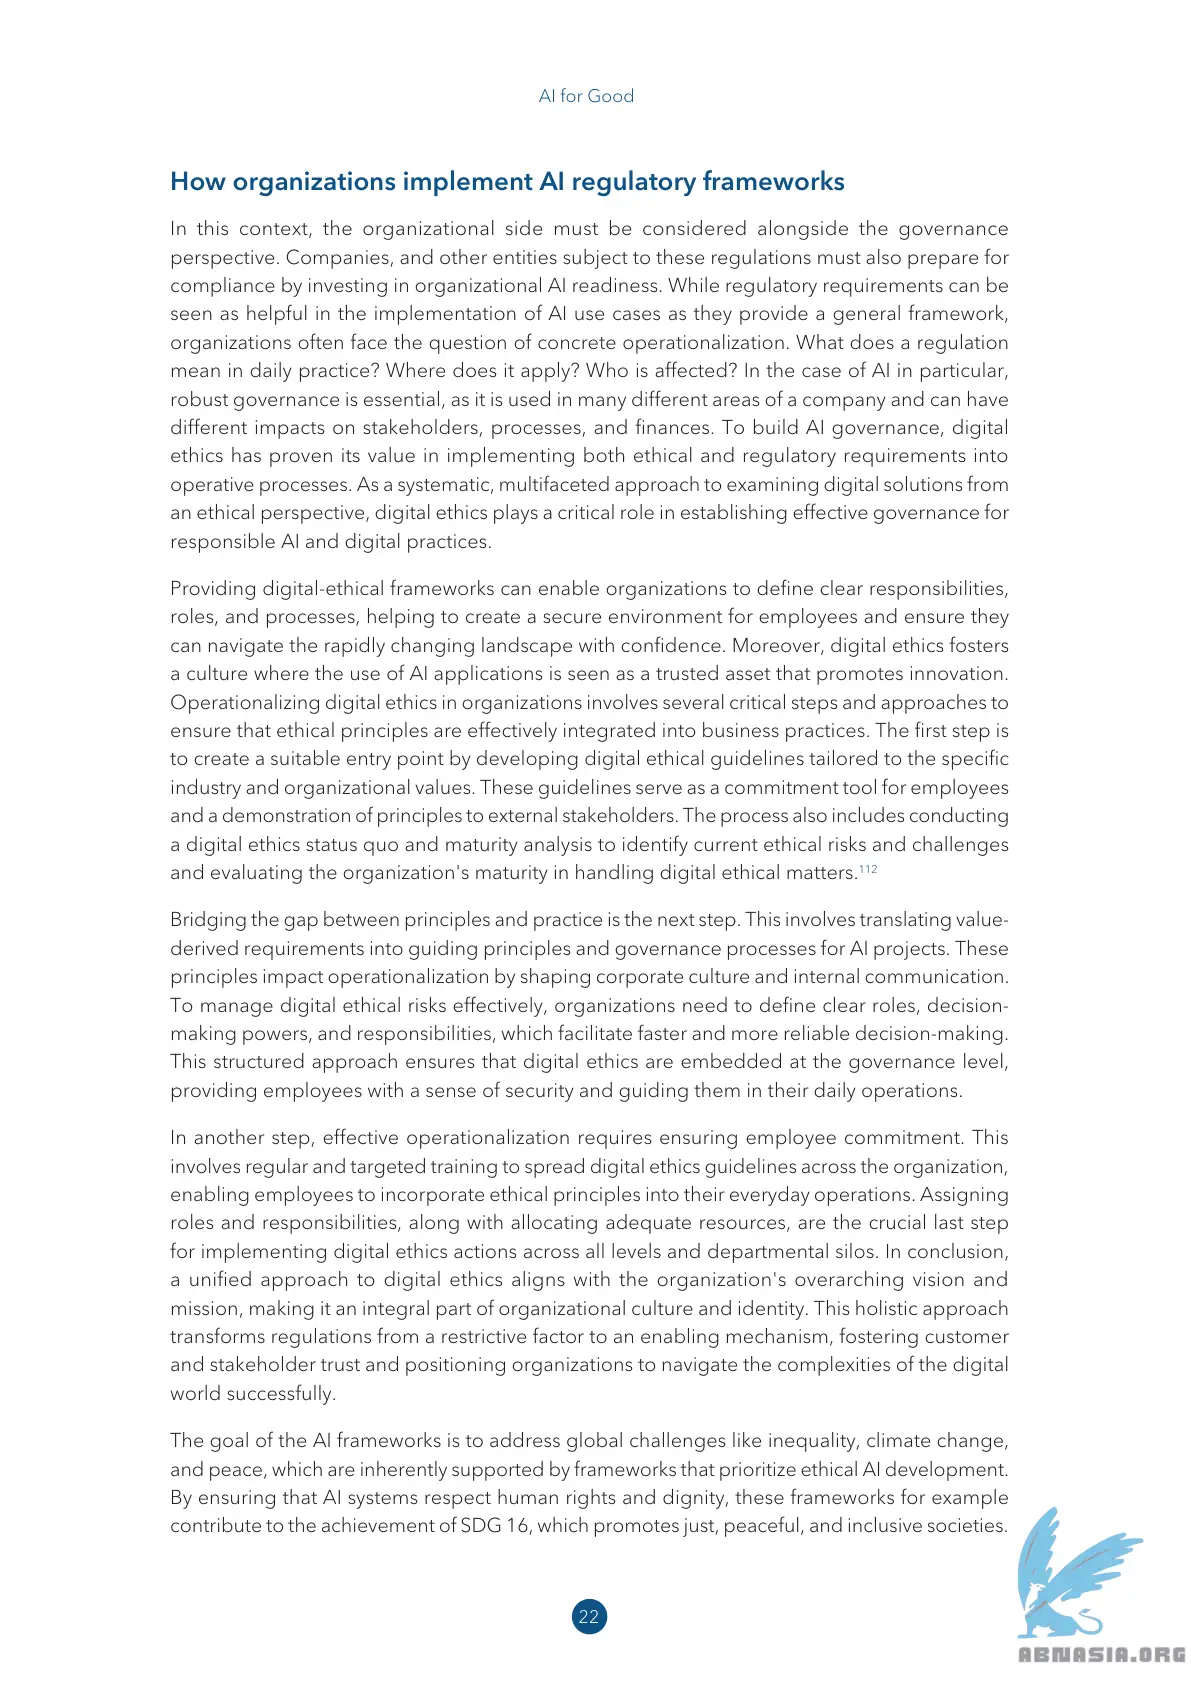 AI for Good
How organizations implement AI regulatory frameworks
In this context, the organizational side must be considered alongside the governance
perspective. Companies, and other entities subject to these regulations must also prepare for
compliance by investing in organizational AI readiness. While regulatory requirements can be
seen as helpful in the implementation of AI use cases as they provide a general framework,
organizations often face the question of concrete operationalization. What does a regulation
mean in daily practice? Where does it apply? Who is affected? In the case of AI in particular,
robust governance is essential, as it is used in many different areas of a company and can have
different impacts on stakeholders, processes, and finances. To build AI governance, digital
ethics has proven its value in implementing both ethical and regulatory requirements into
operative processes. As a systematic, multifaceted approach to examining digital solutions from
an ethical perspective, digital ethics plays a critical role in establishing effective governance for
responsible AI and digital practices.
Providing digital-ethical frameworks can enable organizations to define clear responsibilities,
roles, and processes, helping to create a secure environment for employees and ensure they
can navigate the rapidly changing landscape with confidence. Moreover, digital ethics fosters
a culture where the use of AI applications is seen as a trusted asset that promotes innovation.
Operationalizing digital ethics in organizations involves several critical steps and approaches to
ensure that ethical principles are effectively integrated into business practices. The first step is
to create a suitable entry point by developing digital ethical guidelines tailored to the specific
industry and organizational values. These guidelines serve as a commitment tool for employees
and a demonstration of principles to external stakeholders. The process also includes conducting
a digital ethics status quo and maturity analysis to identify current ethical risks and challenges
and evaluating the organization's maturity in handling digital ethical matters.112
Bridging the gap between principles and practice is the next step. This involves translating value-
derived requirements into guiding principles and governance processes for AI projects. These
principles impact operationalization by shaping corporate culture and internal communication.
To manage digital ethical risks effectively, organizations need to define clear roles, decision-
making powers, and responsibilities, which facilitate faster and more reliable decision-making.
This structured approach ensures that digital ethics are embedded at the governance level,
providing employees with a sense of security and guiding them in their daily operations.
In another step, effective operationalization requires ensuring employee commitment. This
involves regular and targeted training to spread digital ethics guidelines across the organization,
enabling employees to incorporate ethical principles into their everyday operations. Assigning
roles and responsibilities, along with allocating adequate resources, are the crucial last step
for implementing digital ethics actions across all levels and departmental silos. In conclusion,
a unified approach to digital ethics aligns with the organization's overarching vision and
mission, making it an integral part of organizational culture and identity. This holistic approach
transforms regulations from a restrictive factor to an enabling mechanism, fostering customer
and stakeholder trust and positioning organizations to navigate the complexities of the digital
world successfully.
The goal of the AI frameworks is to address global challenges like inequality, climate change,
and peace, which are inherently supported by frameworks that prioritize ethical AI development.
By ensuring that AI systems respect human rights and dignity, these frameworks for example
contribute to the achievement of SDG 16, which promotes just, peaceful, and inclusive societies.
22
ABNASIA.ORG